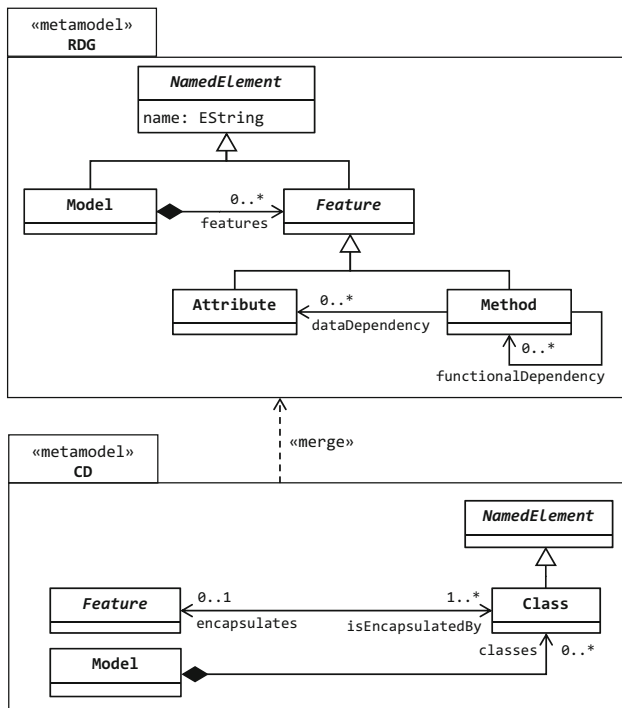 «metamodel»
RDG
NamedElement
name: EString
Model
0..*
features
Feature
Attribute
0..*
dataDependency
Method
0..*
functionalDependency
«merge»
«metamodel»
CD
NamedElement
Feature
0..1
encapsulates
1..*
isEncapsulatedBy
Class
Model
classes
0..*